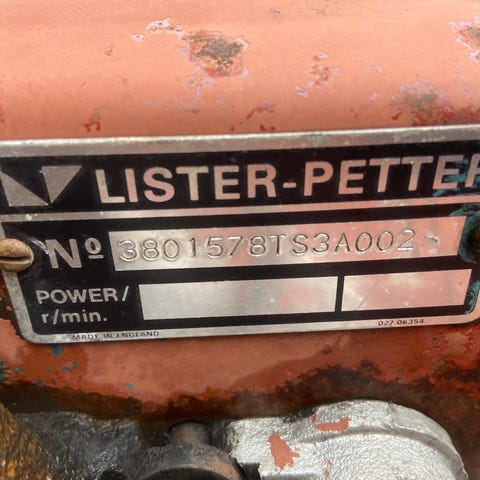 LISTER-PETTER
Nº 3801578TS3A002
POWER/
r/min.
MADE IN ENGLAND
027-06354